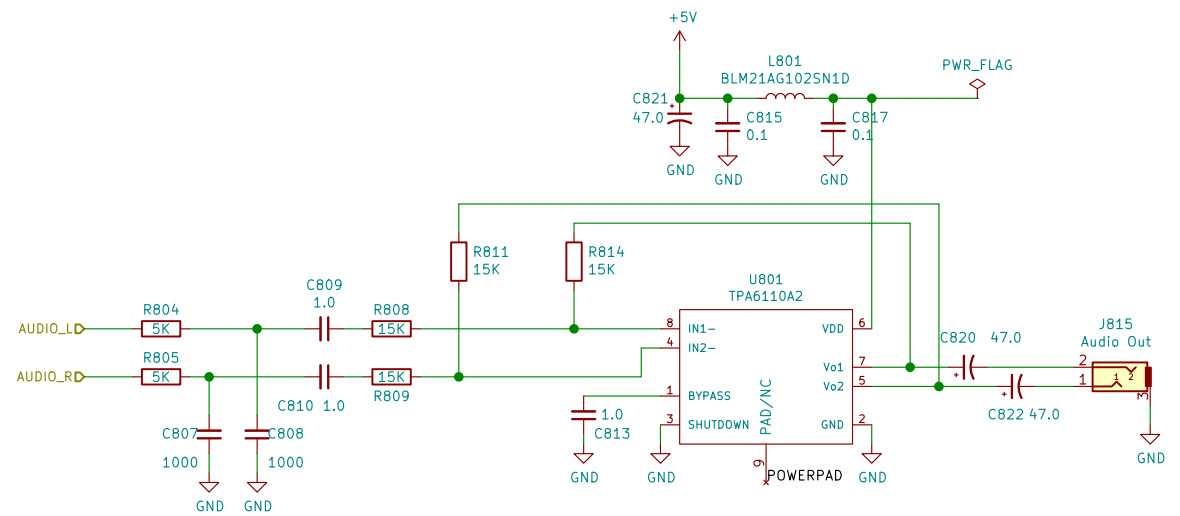 +5V
L801
BLM21AG102SN1D
PWR_FLAG
C821
47.0
+
C815
0.1
C817
0.1
GND
GND
GND
R811
15K
R814
15K
U801
TPA6110A2
C809
1.0
R804
5K
R808
15K
AUDIO_L
8
IN1-
VDD
6
J815
Audio Out
C820
47.0
R805
5K
4
IN2-
Vo1
7
2
+
AUDIO_R
15K
R809
Vo2
5
1
1
2
+
3
C810
1.0
1
BYPASS
PAD/NC
1.0
C813
C822
47.0
3
SHUTDOWN
GND
2
C807
1000
C808
1000
GND
GND
GND
GND
9
POWERPAD
GND
GND
GND